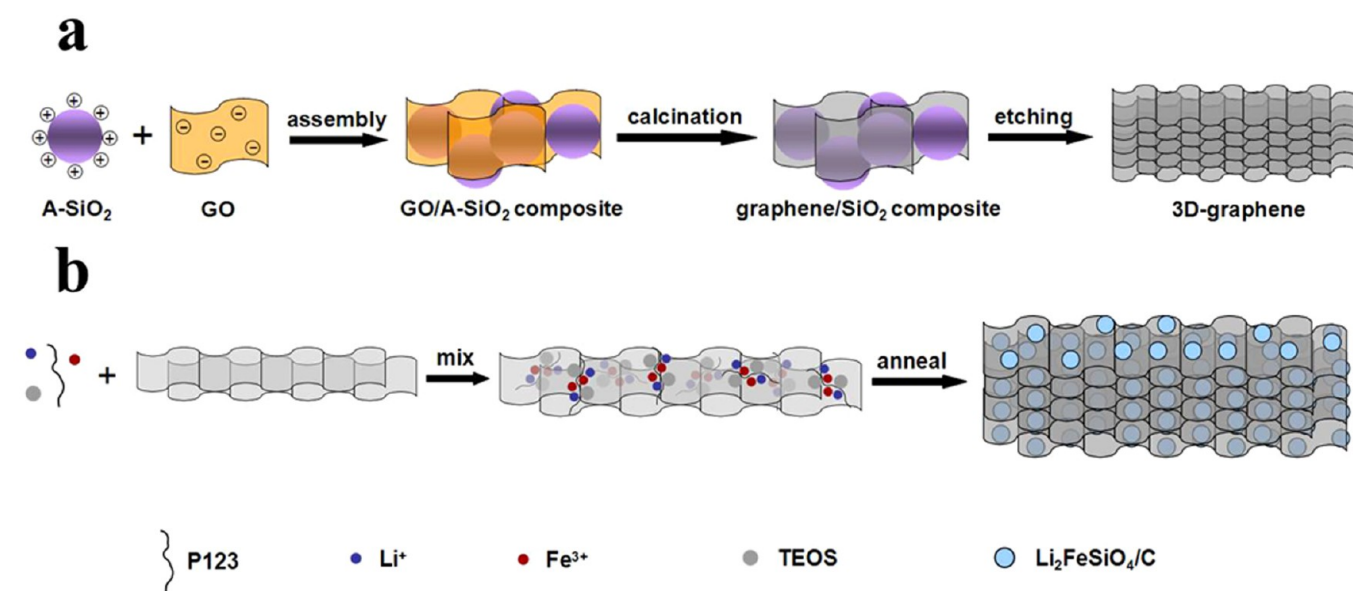 a
assembly
calcination
etching
+
A-SiO₂
GO
GO/A-SiO₂ composite
graphene/SiO₂ composite
3D-graphene
b
+
mix
anneal
P123
Li⁺
Fe³⁺
TEOS
Li₂FeSiO₄/C